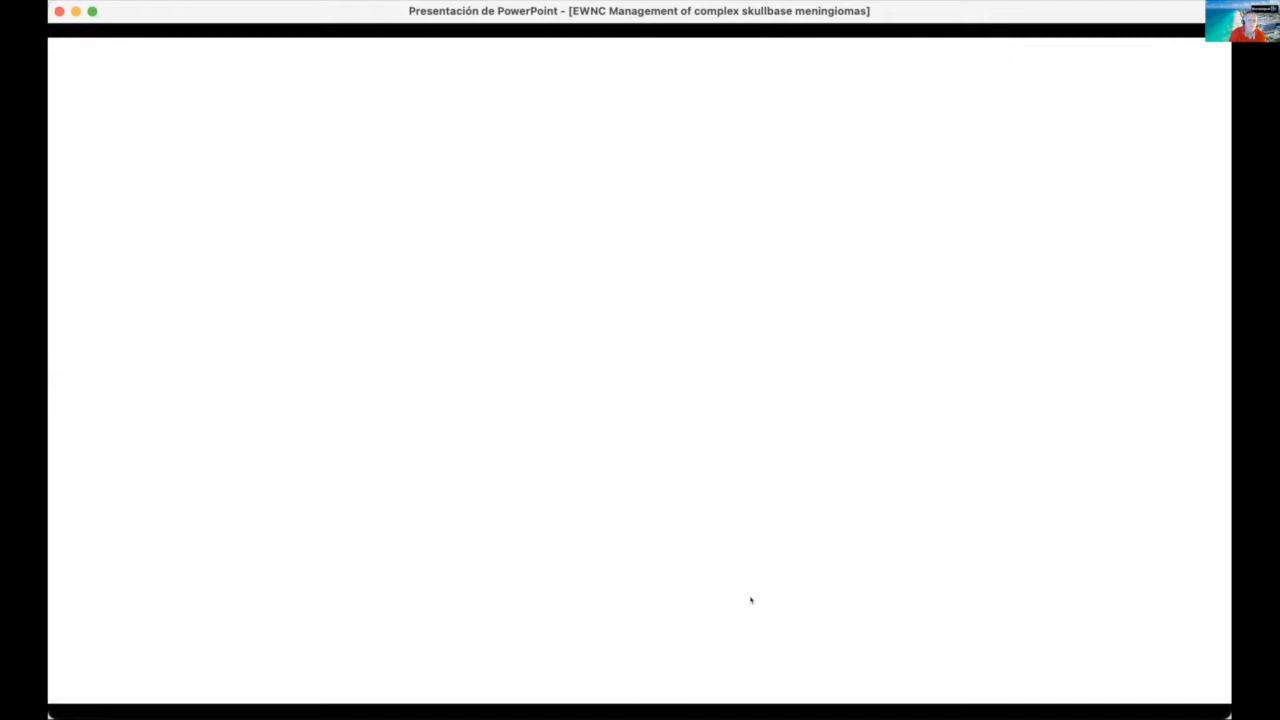 Presentación de PowerPoint - [EWNC Management of complex skullbase meningiomas]